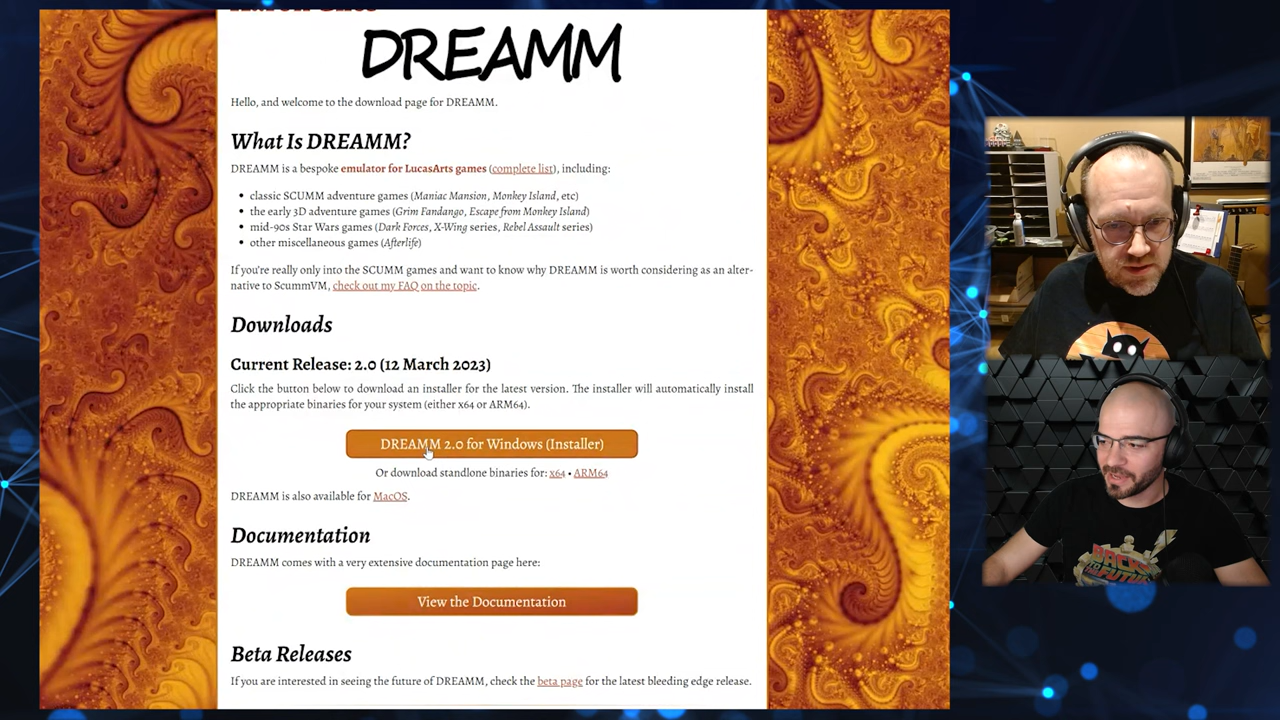 DREAMM
Hello, and welcome to the download page for DREAMM.
What Is DREAMM?
DREAMM is a bespoke emulator for LucasArts games (complete list), including:
• classic SCUMM adventure games (Maniac Mansion, Monkey Island, etc)
• the early 3D adventure games (Grim Fandango, Escape from Monkey Island)
• mid-90s Star Wars games (Dark Forces, X-Wing series, Rebel Assault series)
• other miscellaneous games (Afterlife)
If you're really only into the SCUMM games and want to know why DREAMM is worth considering as an alter-
native to ScummVM, check out my FAQ on the topic.
Downloads
Current Release: 2.0 (12 March 2023)
Click the button below to download an installer for the latest version. The installer will automatically install
the appropriate binaries for your system (either x64 or ARM64).
DREAMM 2.0 for Windows (Installer)
Or download standlone binaries for: x64 • ARM64
DREAMM is also available for MacOS.
Documentation
DREAMM comes with a very extensive documentation page here:
View the Documentation
Beta Releases
If you are interested in seeing the future of DREAMM, check the beta page for the latest bleeding edge release.
BACK
TO THE FUTURE